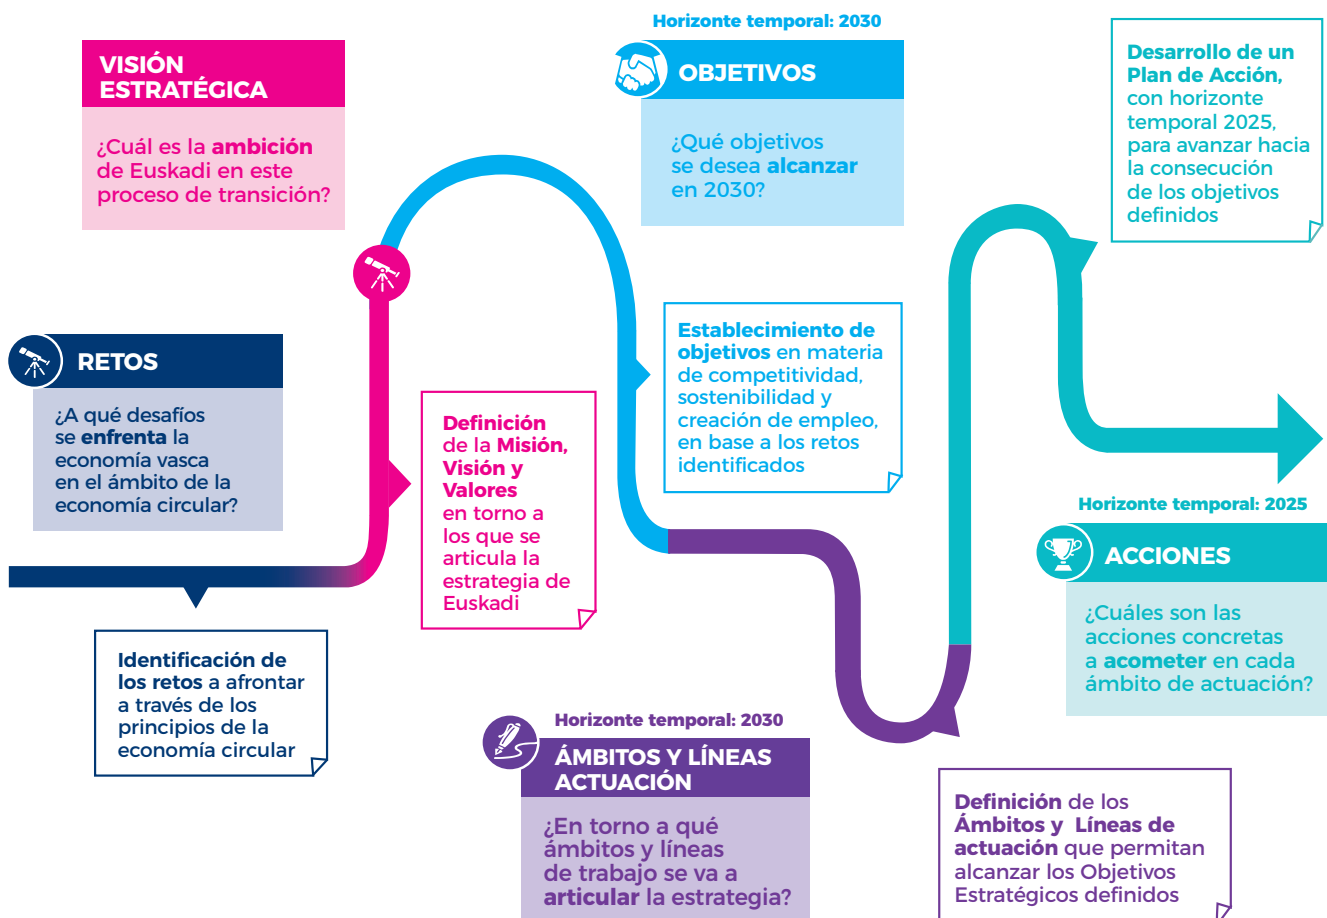 RETOS
¿A qué desafíos
se enfrenta la
economía vasca
en el ámbito de la
economía circular?
Identificación de
los retos a afrontar
a través de los
principios de la
economía circular
VISIÓN
ESTRATÉGICA
¿Cuál es la ambición
de Euskadi en este
proceso de transición?
Definición
de la Misión,
Visión y
Valores
en torno a
los que se
articula la
estrategia de
Euskadi
Horizonte temporal: 2030
OBJETIVOS
¿Qué objetivos
se desea alcanzar
en 2030?
Establecimiento de
objetivos en materia
de competitividad,
sostenibilidad y
creación de empleo,
en base a los retos
identificados
Horizonte temporal: 2030
ÁMBITOS Y LÍNEAS
ACTUACIÓN
¿En torno a qué
ámbitos y líneas
de trabajo se va a
articular la estrategia?
Definición de los
Ámbitos y Líneas de
actuación que permitan
alcanzar los Objetivos
Estratégicos definidos
Desarrollo de un
Plan de Acción,
con horizonte
temporal 2025,
para avanzar hacia
la consecución
de los objetivos
definidos
Horizonte temporal: 2025
ACCIONES
¿Cuáles son las
acciones concretas
a acometer en cada
ámbito de actuación?